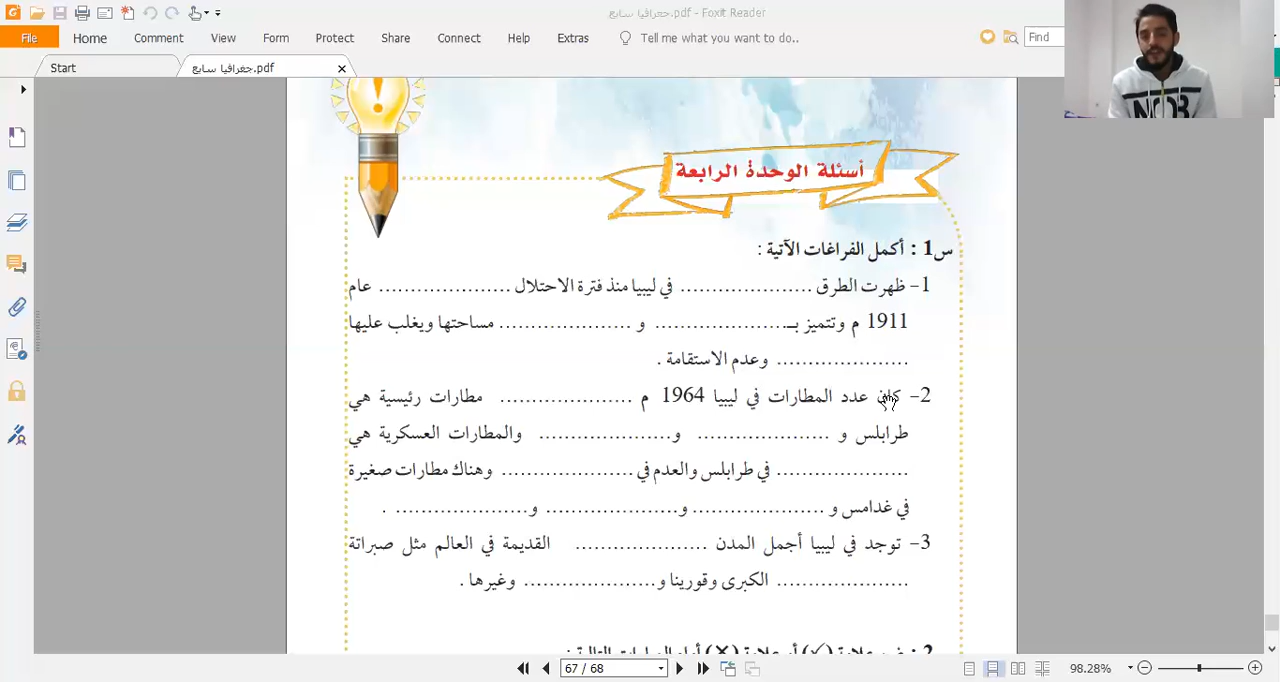 جغرافيا سابع.pdf - Foxit Reader
File Home Comment View Form Protect Share Connect Help Extras Tell me what you want to do.. Find
Start جغرافيا سابع.pdf
NOOB
أسئلة الوحدة الرابعة
س1 : أكمل الفراغات الآتية :
1- ظهرت الطرق ..................... في ليبيا منذ فترة الاحتلال ..................... عام
1911 م وتتميز بـ..................... و ..................... مساحتها ويغلب عليها
..................... وعدم الاستقامة .
2- كان عدد المطارات في ليبيا 1964 م ..................... مطارات رئيسية هي
طرابلس و ..................... و..................... والمطارات العسكرية هي
..................... في طرابلس والعدم في ..................... وهناك مطارات صغيرة
في غدامس و ..................... و..................... و..................... .
3- توجد في ليبيا أجمل المدن ..................... القديمة في العالم مثل صبراتة
..................... الكبرى وقورينا و..................... وغيرها .
67 / 68 98.28%